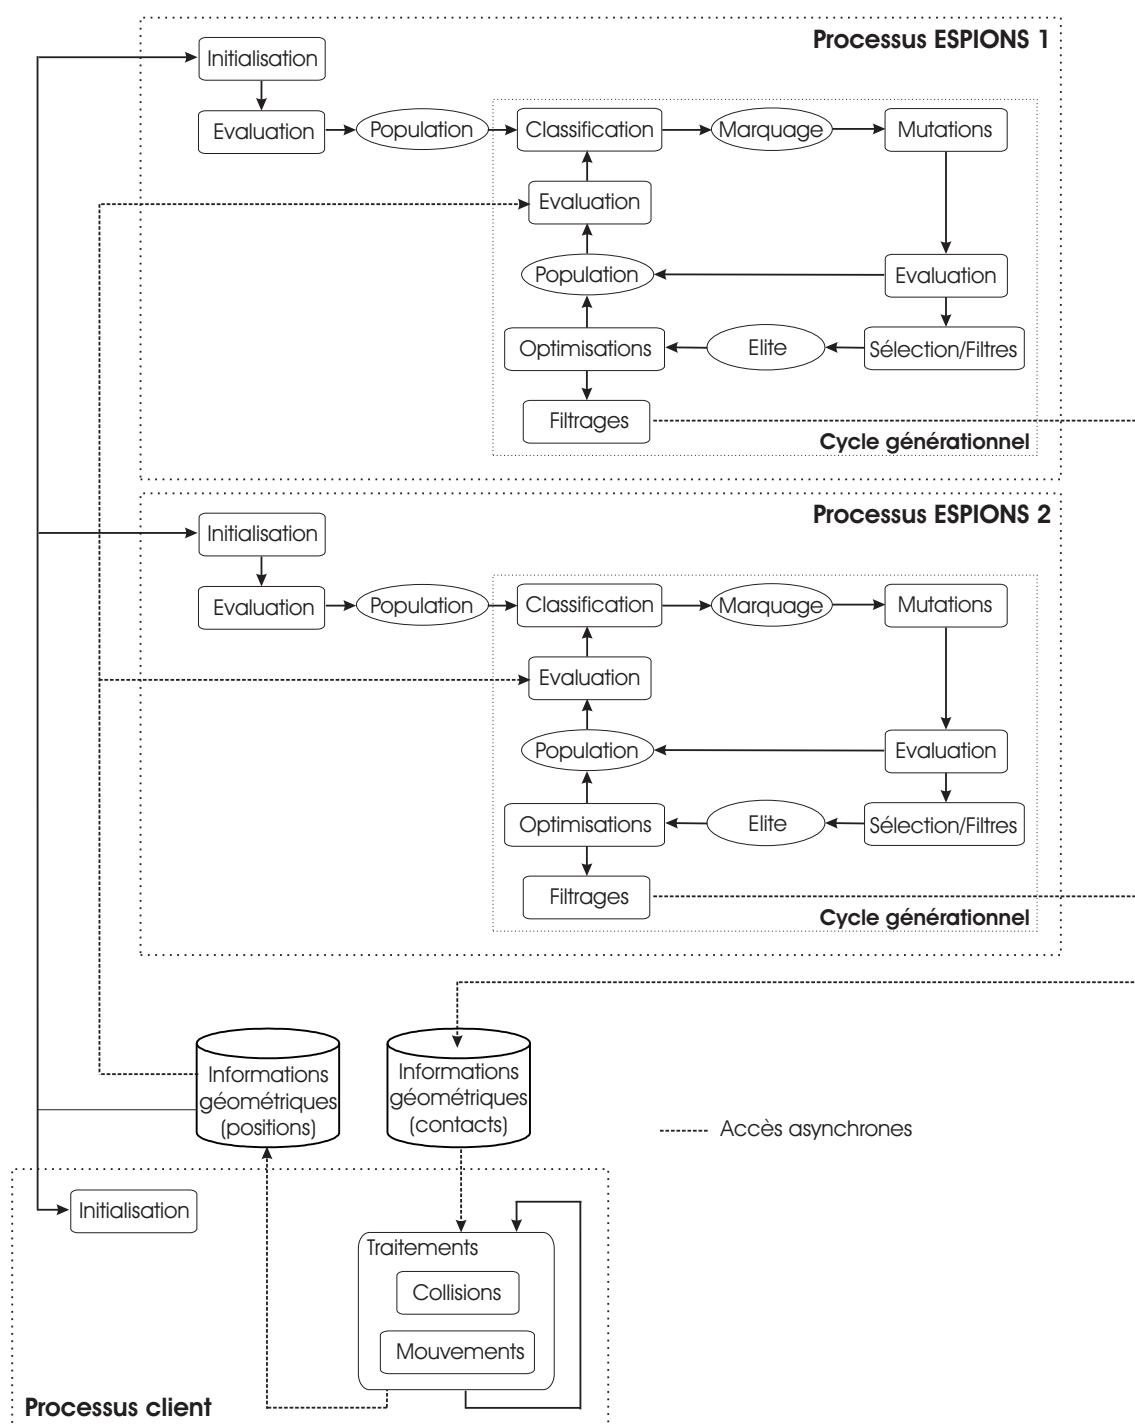 Processus ESPIONS 1
Initialisation
Evaluation
Population
Classification
Marquage
Mutations
Evaluation
Population
Evaluation
Optimisations
Elite
Sélection/Filtres
Filtrages
Cycle générationnel
Processus ESPIONS 2
Initialisation
Evaluation
Population
Classification
Marquage
Mutations
Evaluation
Population
Evaluation
Optimisations
Elite
Sélection/Filtres
Filtrages
Cycle générationnel
Informations
géométriques
(positions)
Informations
géométriques
(contacts)
Accès asynchrones
Initialisation
Traitements
Collisions
Mouvements
Processus client